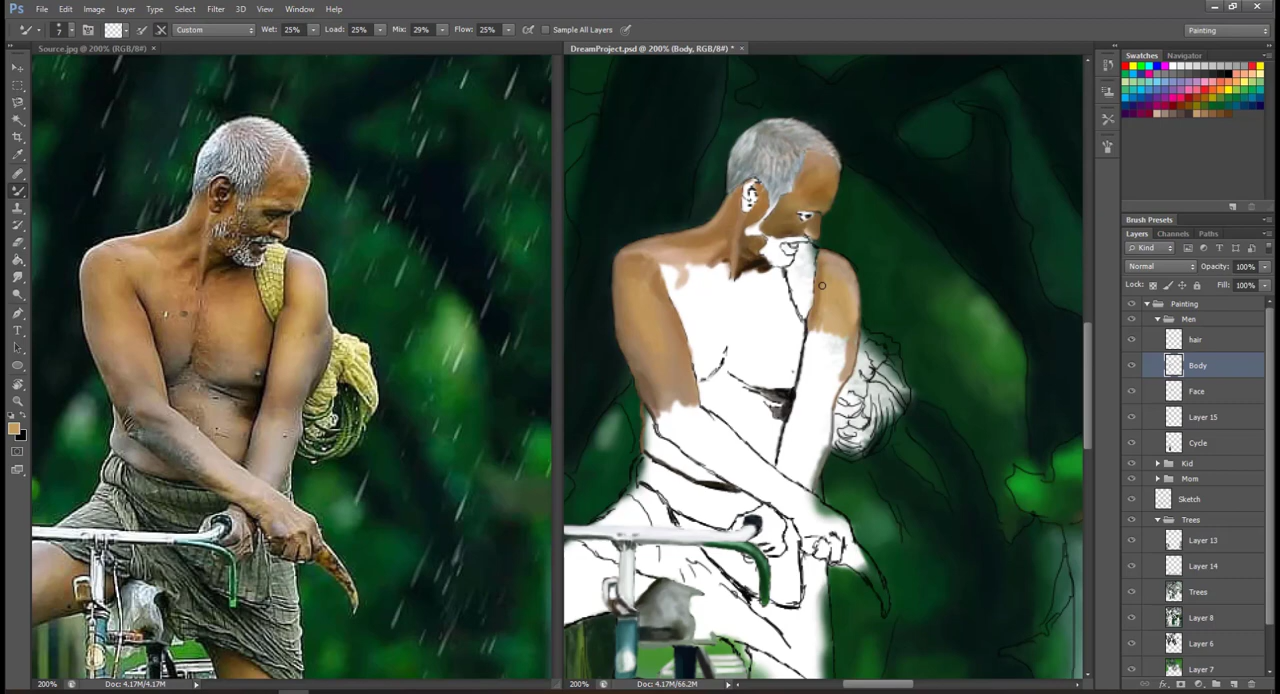 Ps File Edit Image Layer Type Select Filter 3D View Window Help
7 Custom Wet: 25% Load: 25% Mix: 29% Flow: 25% Sample All Layers Painting
Source.jpg @ 200% (RGB/8#) × DreamProject.psd @ 200% (Body, RGB/8#) * ×
Swatches Navigator
Brush Presets
Layers Channels Paths
Kind
Normal Opacity: 100%
Lock: Fill: 100%
Painting
Men
hair
Body
Face
Layer 15
Cycle
Kid
Mom
Sketch
Trees
Layer 13
Layer 14
Trees
Layer 8
Layer 6
Layer 7
200% Doc: 4.17M/4.17M 200% Doc: 4.17M/66.2M